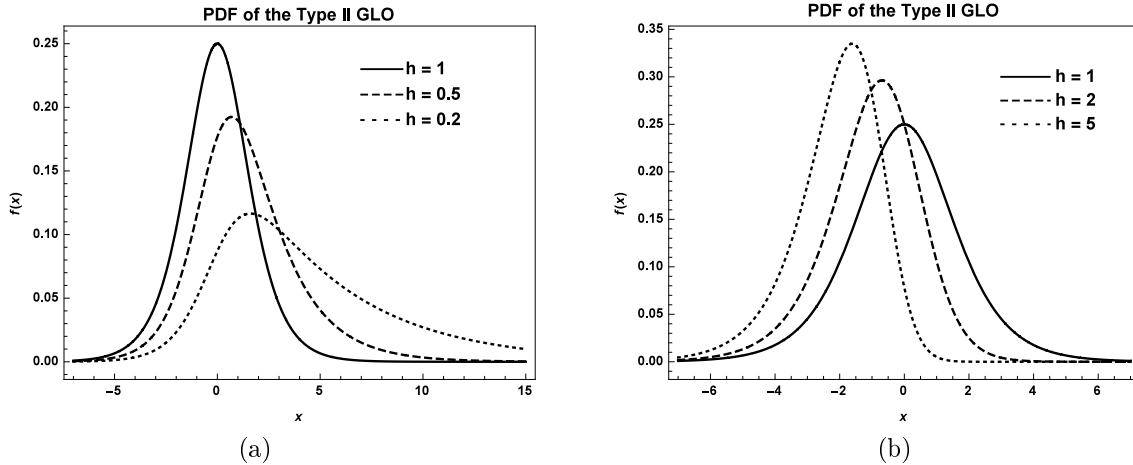 PDF of the Type II GLO
0.25
0.20
0.15
0.10
0.05
0.00
f(x)
h = 1
h = 0.5
h = 0.2
−5
0
5
10
15
x
(a)
PDF of the Type II GLO
0.35
0.30
0.25
0.20
0.15
0.10
0.05
0.00
f(x)
h = 1
h = 2
h = 5
−6
−4
−2
0
2
4
6
x
(b)